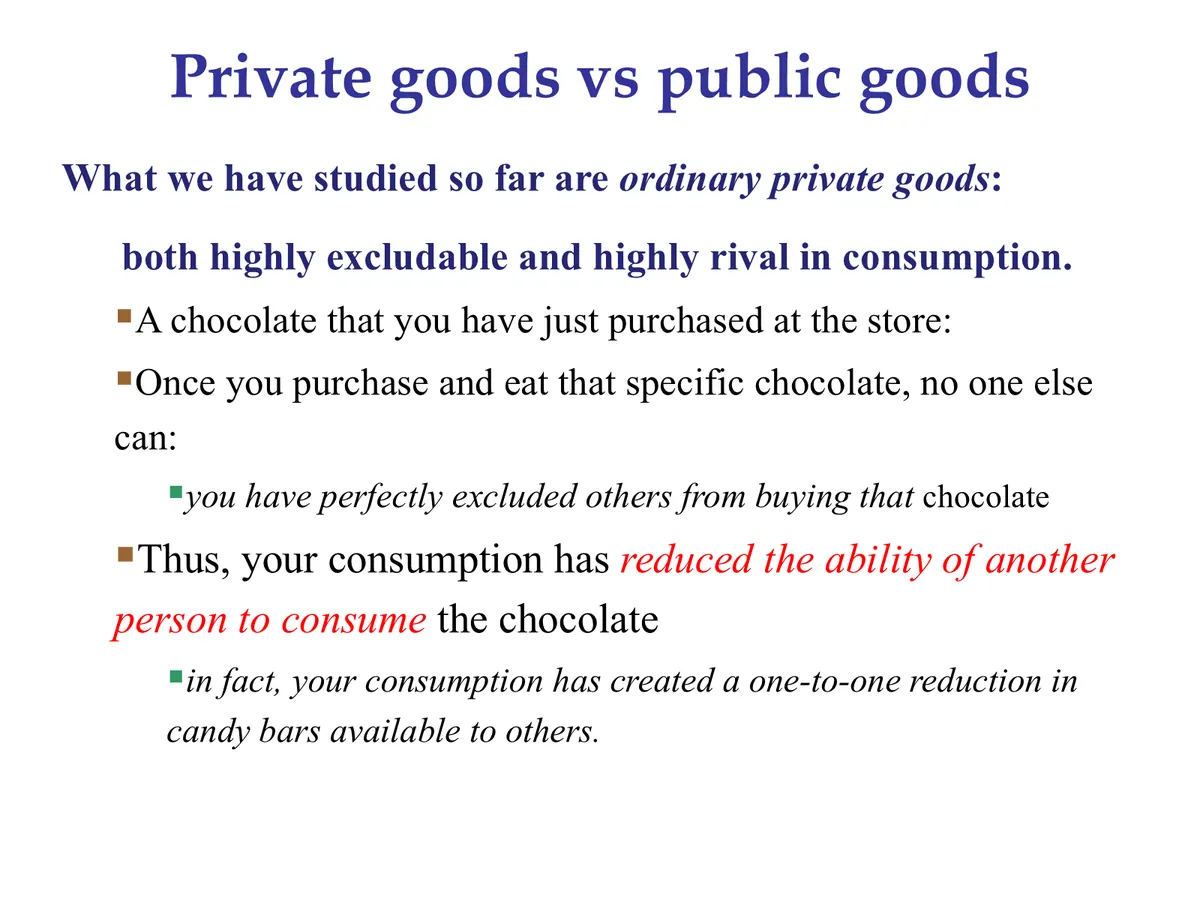 Private goods vs public goods
What we have studied so far are ordinary private goods:
both highly excludable and highly rival in consumption.
▪A chocolate that you have just purchased at the store:
▪Once you purchase and eat that specific chocolate, no one else
can:
▪you have perfectly excluded others from buying that chocolate
▪Thus, your consumption has reduced the ability of another
person to consume the chocolate
▪in fact, your consumption has created a one-to-one reduction in
candy bars available to others.